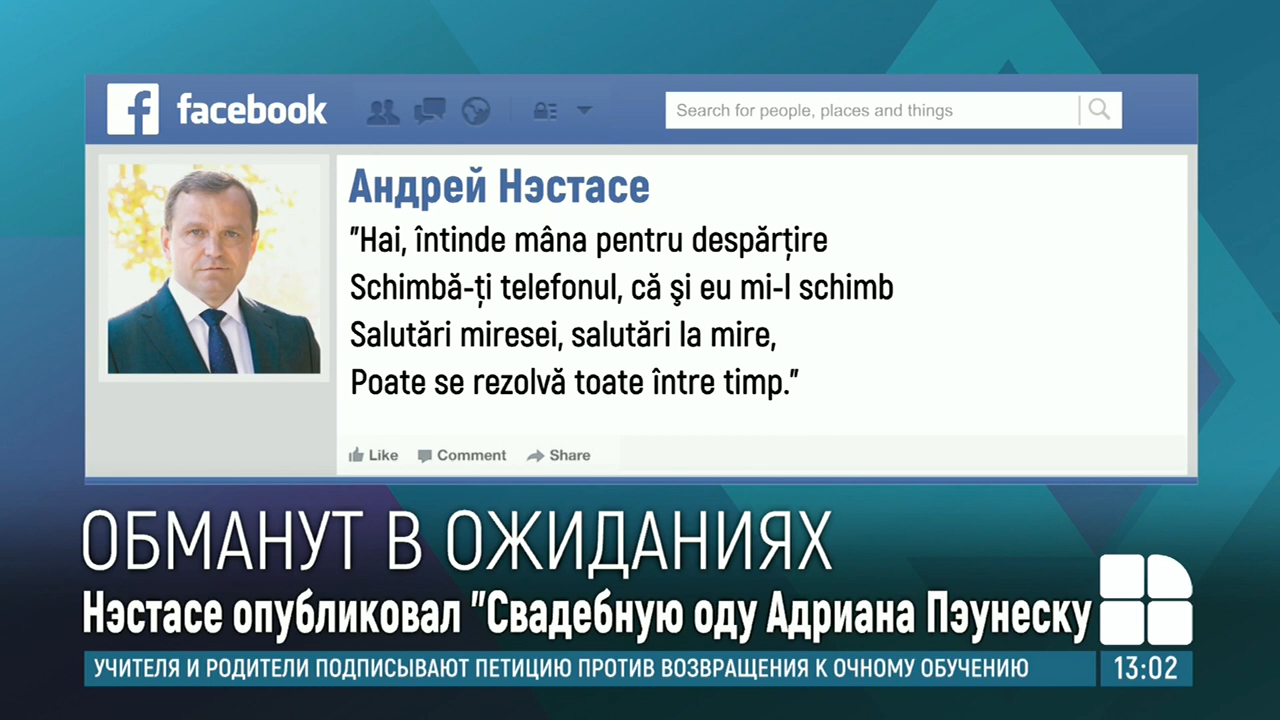 facebook
Search for people, places and things
Андрей Нэстасе
"Hai, întinde mâna pentru despărțire
Schimbă-ți telefonul, că şi eu mi-l schimb
Salutări miresei, salutări la mire,
Poate se rezolvă toate între timp."
Like Comment Share
ОБМАНУТ В ОЖИДАНИЯХ
Нэстасе опубликовал "Свадебную оду Адриана Пэунеску
УЧИТЕЛЯ И РОДИТЕЛИ ПОДПИСЫВАЮТ ПЕТИЦИЮ ПРОТИВ ВОЗВРАЩЕНИЯ К ОЧНОМУ ОБУЧЕНИЮ
13:02